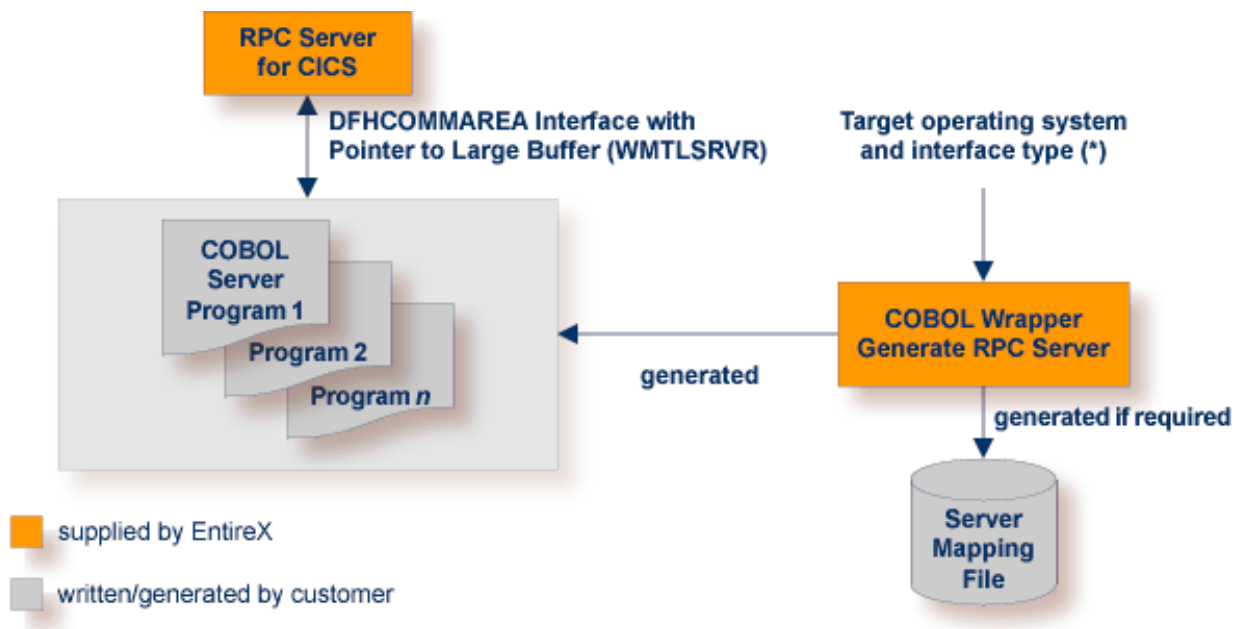 RPC Server
for CICS
DFHCOMMAREA Interface with
Pointer to Large Buffer (WMTLSRVR)
Target operating system
and interface type (*)
COBOL
Server
Program 1
Program 2
Program n
generated
COBOL Wrapper
Generate RPC Server
generated if required
Server
Mapping
File
supplied by EntireX
written/generated by customer